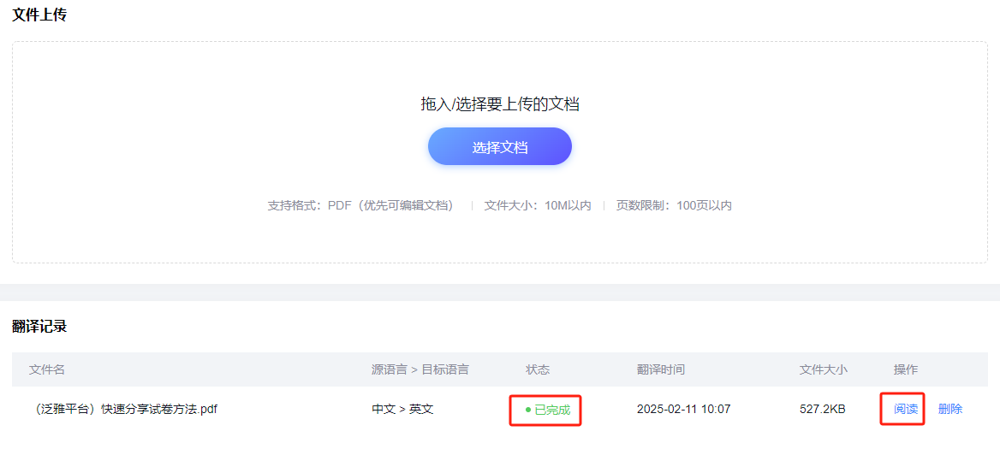 文件上传
拖入/选择要上传的文档
选择文档
支持格式：PDF（优先可编辑文档） | 文件大小：10M以内 | 页数限制：100页以内
翻译记录
文件名 源语言 > 目标语言 状态 翻译时间 文件大小 操作
（泛雅平台）快速分享试卷方法.pdf 中文 > 英文 已完成 2025-02-11 10:07 527.2KB 阅读 删除